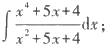 ∫ (x⁴+5x+4)/(x²+5x+4) dx;